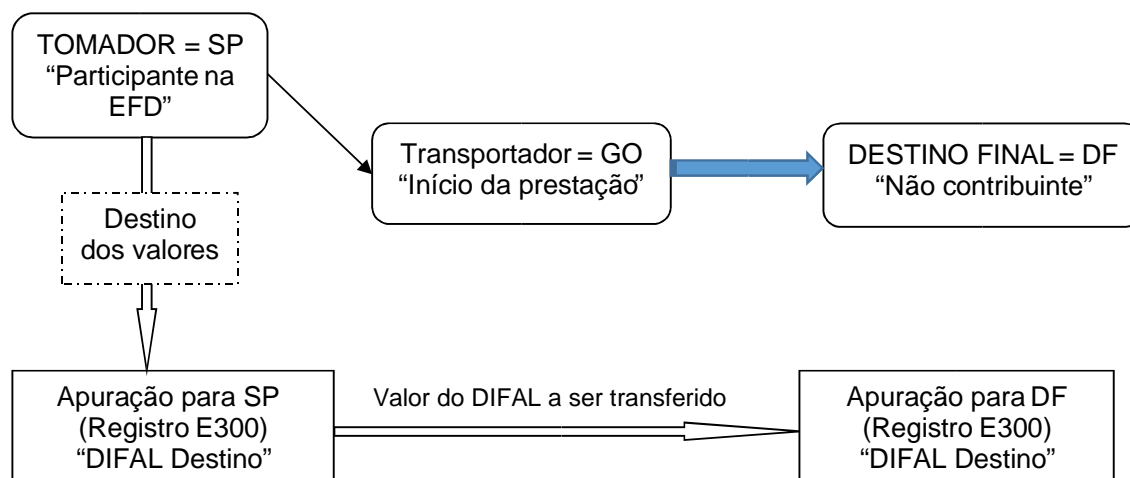 TOMADOR = SP
“Participante na
EFD”
Transportador = GO
“Início da prestação”
DESTINO FINAL = DF
“Não contribuinte”
Destino
dos valores
Apuração para SP
(Registro E300)
“DIFAL Destino”
Valor do DIFAL a ser transferido
Apuração para DF
(Registro E300)
“DIFAL Destino”